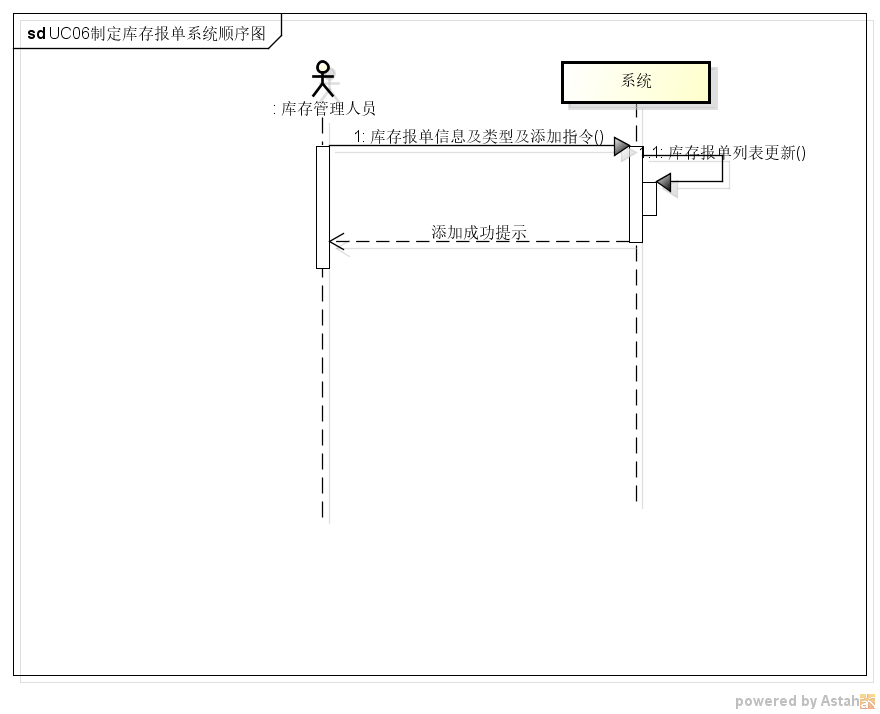 sd UC06制定库存报单系统顺序图
系统
: 库存管理人员
1: 库存报单信息及类型及添加指令()
1.1: 库存报单列表更新()
添加成功提示
powered by Astah